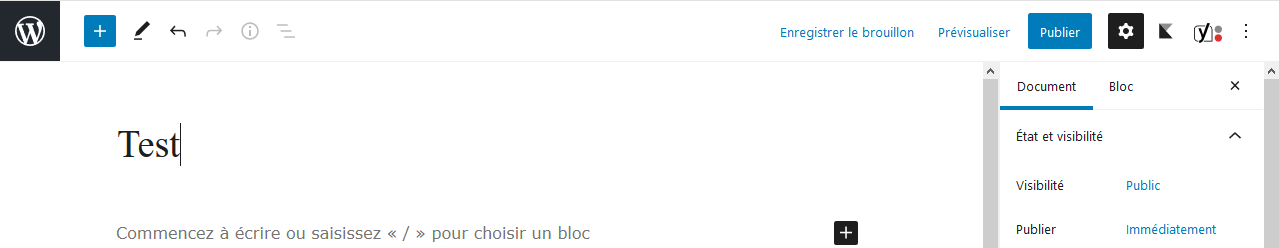 Enregistrer le brouillon Prévisualiser Publier
Document Bloc
Test
État et visibilité
Visibilité Public
Commencez à écrire ou saisissez « / » pour choisir un bloc
Publier Immédiatement